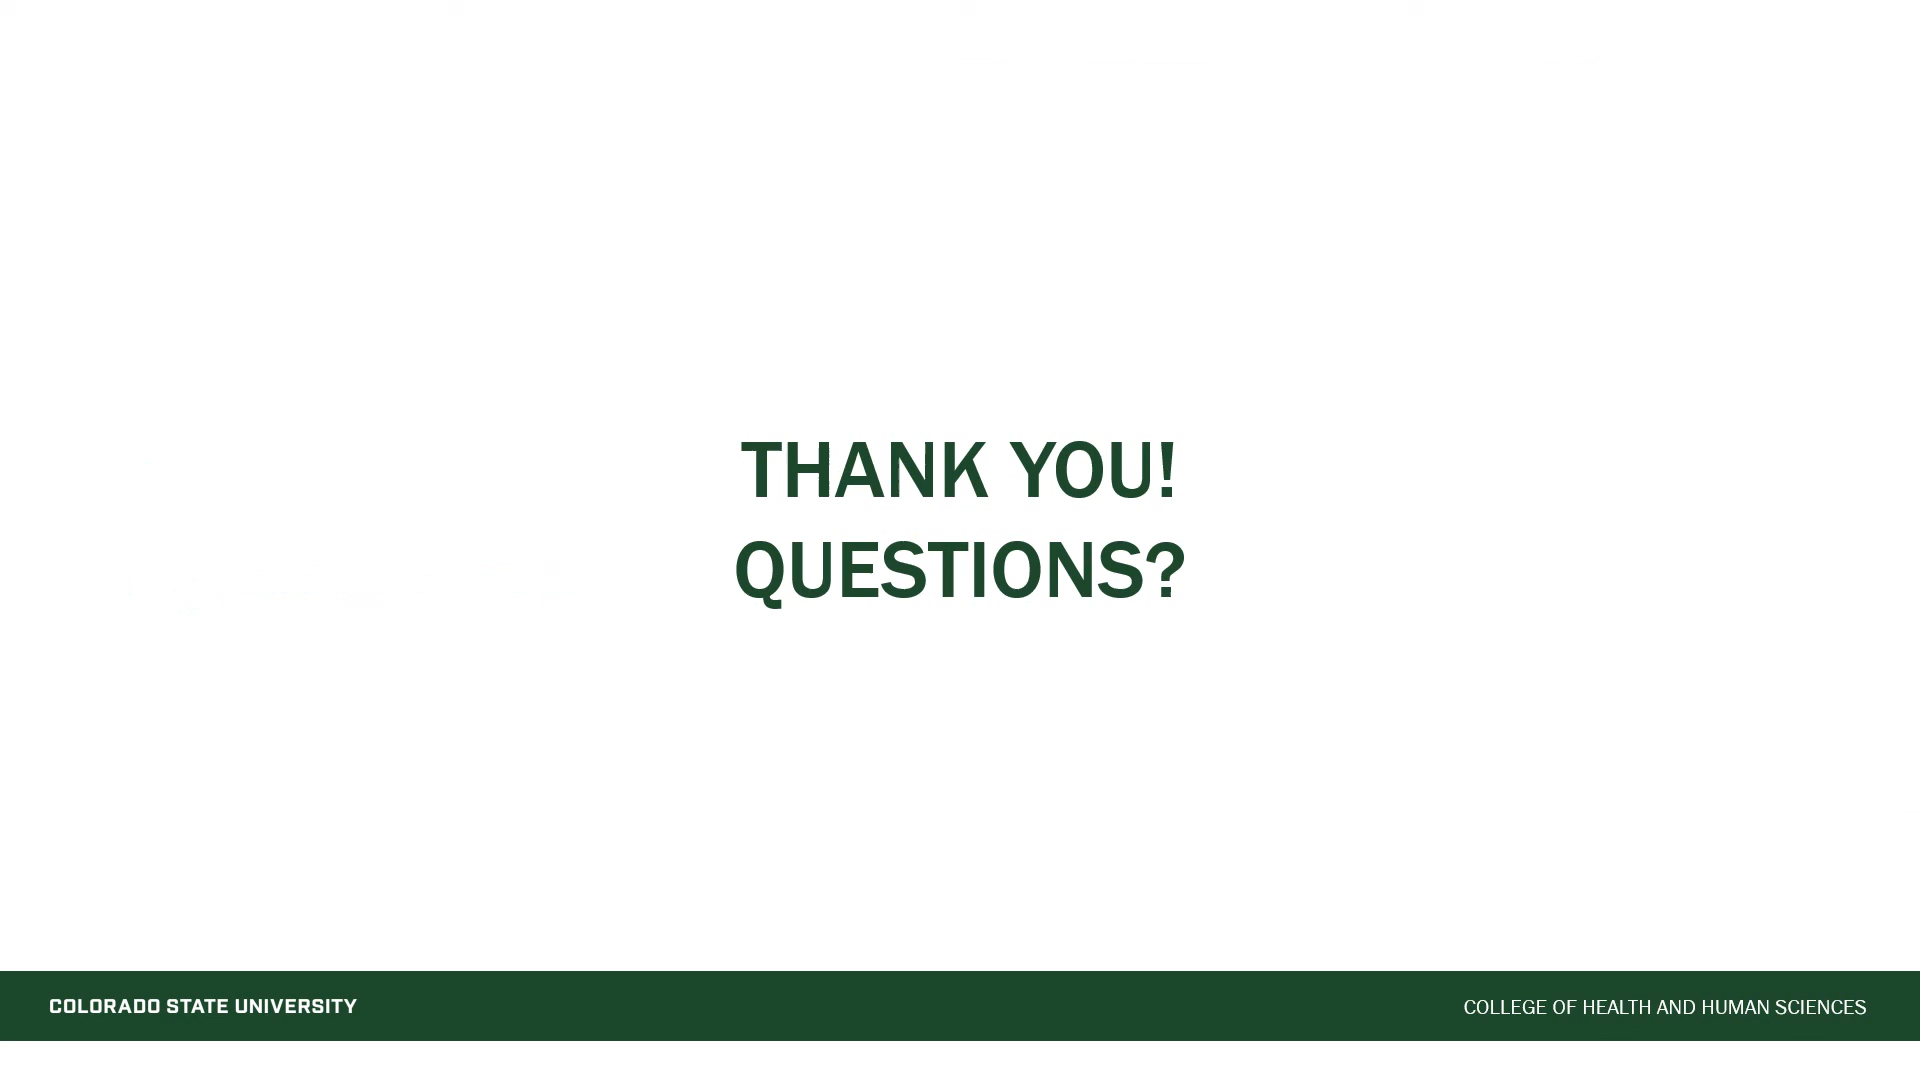 THANK YOU!
QUESTIONS?
COLORADO STATE UNIVERSITY
COLLEGE OF HEALTH AND HUMAN SCIENCES